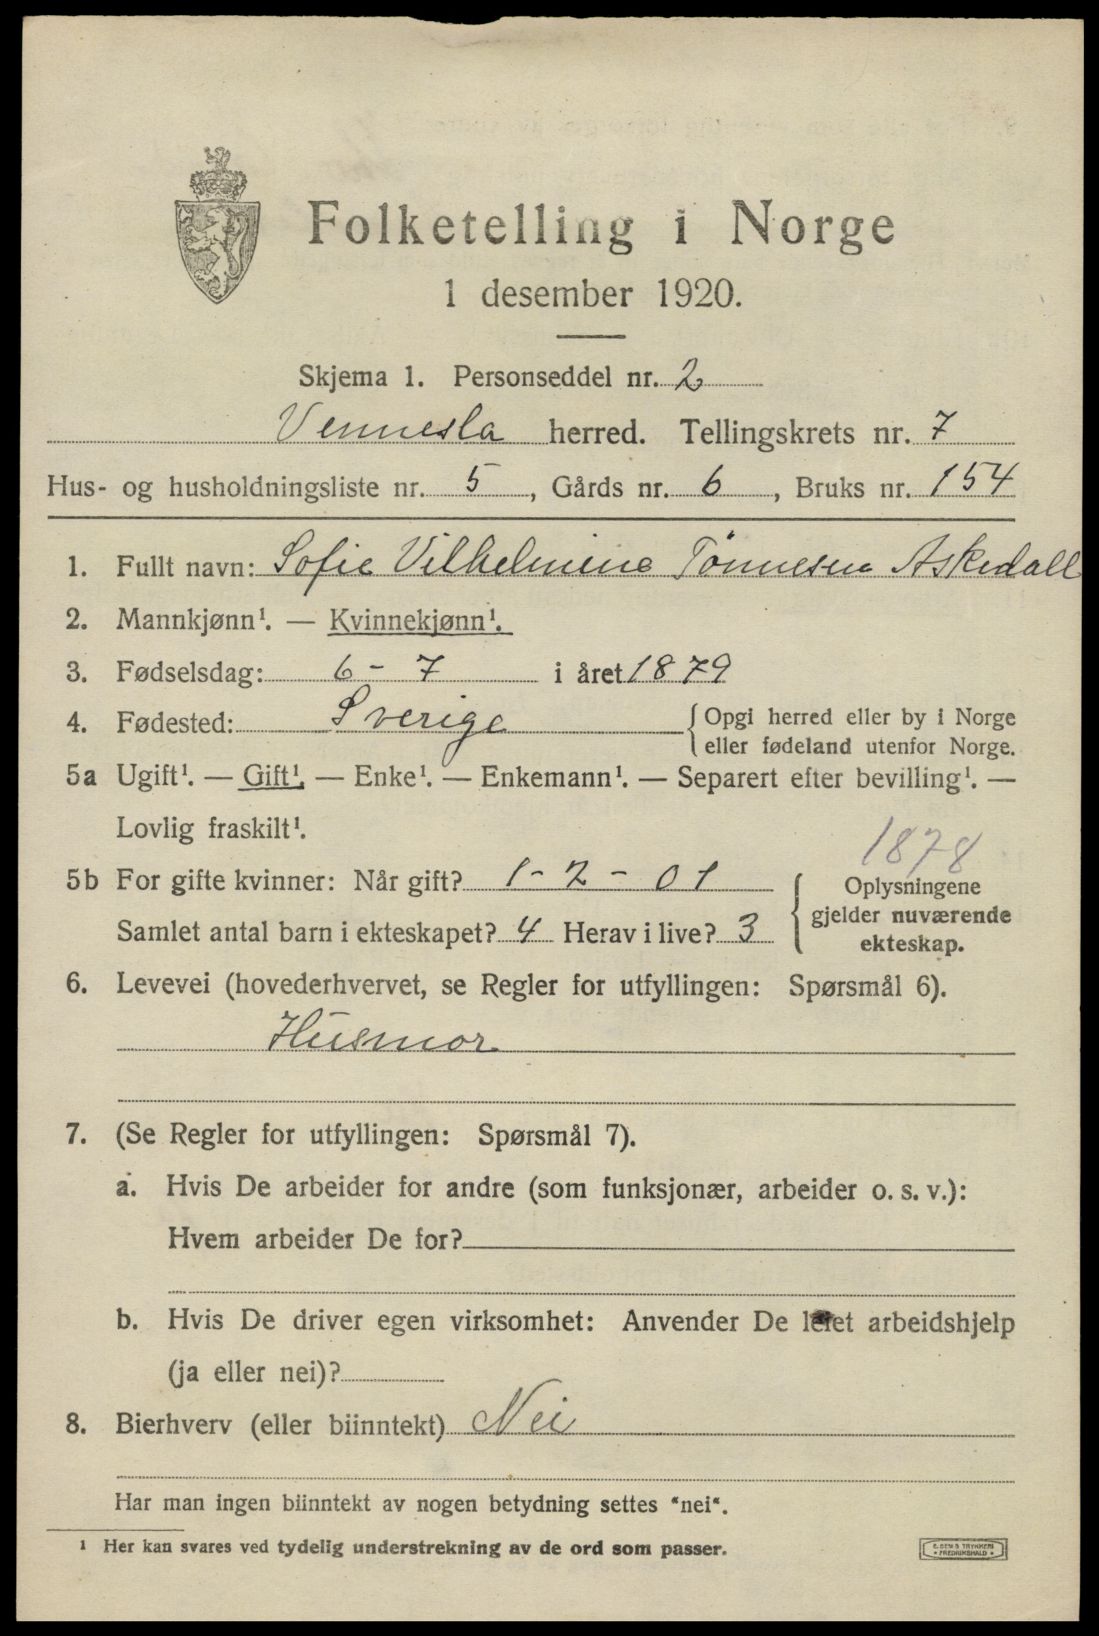 Folketelling i Norge
1 desember 1920.
Skjema 1. Personseddel nr. 2
Vennesla herred. Tellingskrets nr. 7
Hus- og husholdningsliste nr. 5, Gårds nr. 6, Bruks nr. 154
1. Fullt navn: Sofie Vilhelmine Tönnesen Askedall
2. Mannkjønn¹. — Kvinnekjønn¹.
3. Fødselsdag: 6 - 7 i året 1879
4. Fødested: Sverige
{ Opgi herred eller by i Norge
eller fødeland utenfor Norge.
5a Ugift¹. — Gift¹. — Enke¹. — Enkemann¹. — Separert efter bevilling¹. —
Lovlig fraskilt¹.
1878
5b For gifte kvinner: Når gift? 1 - 2 - 01
Samlet antal barn i ekteskapet? 4 Herav i live? 3
{ Oplysningene
gjelder nuværende
ekteskap.
6. Levevei (hovederhvervet, se Regler for utfyllingen: Spørsmål 6).
Husmor
7. (Se Regler for utfyllingen: Spørsmål 7).
a. Hvis De arbeider for andre (som funksjonær, arbeider o. s. v.):
Hvem arbeider De for?
b. Hvis De driver egen virksomhet: Anvender De leiet arbeidshjelp
(ja eller nei)?
8. Bierhverv (eller biinntekt) Nei
Har man ingen biinntekt av nogen betydning settes "nei".
¹ Her kan svares ved tydelig understrekning av de ord som passer.
E. SEM'S TRYKKERI
• FREDRIKSHALD •